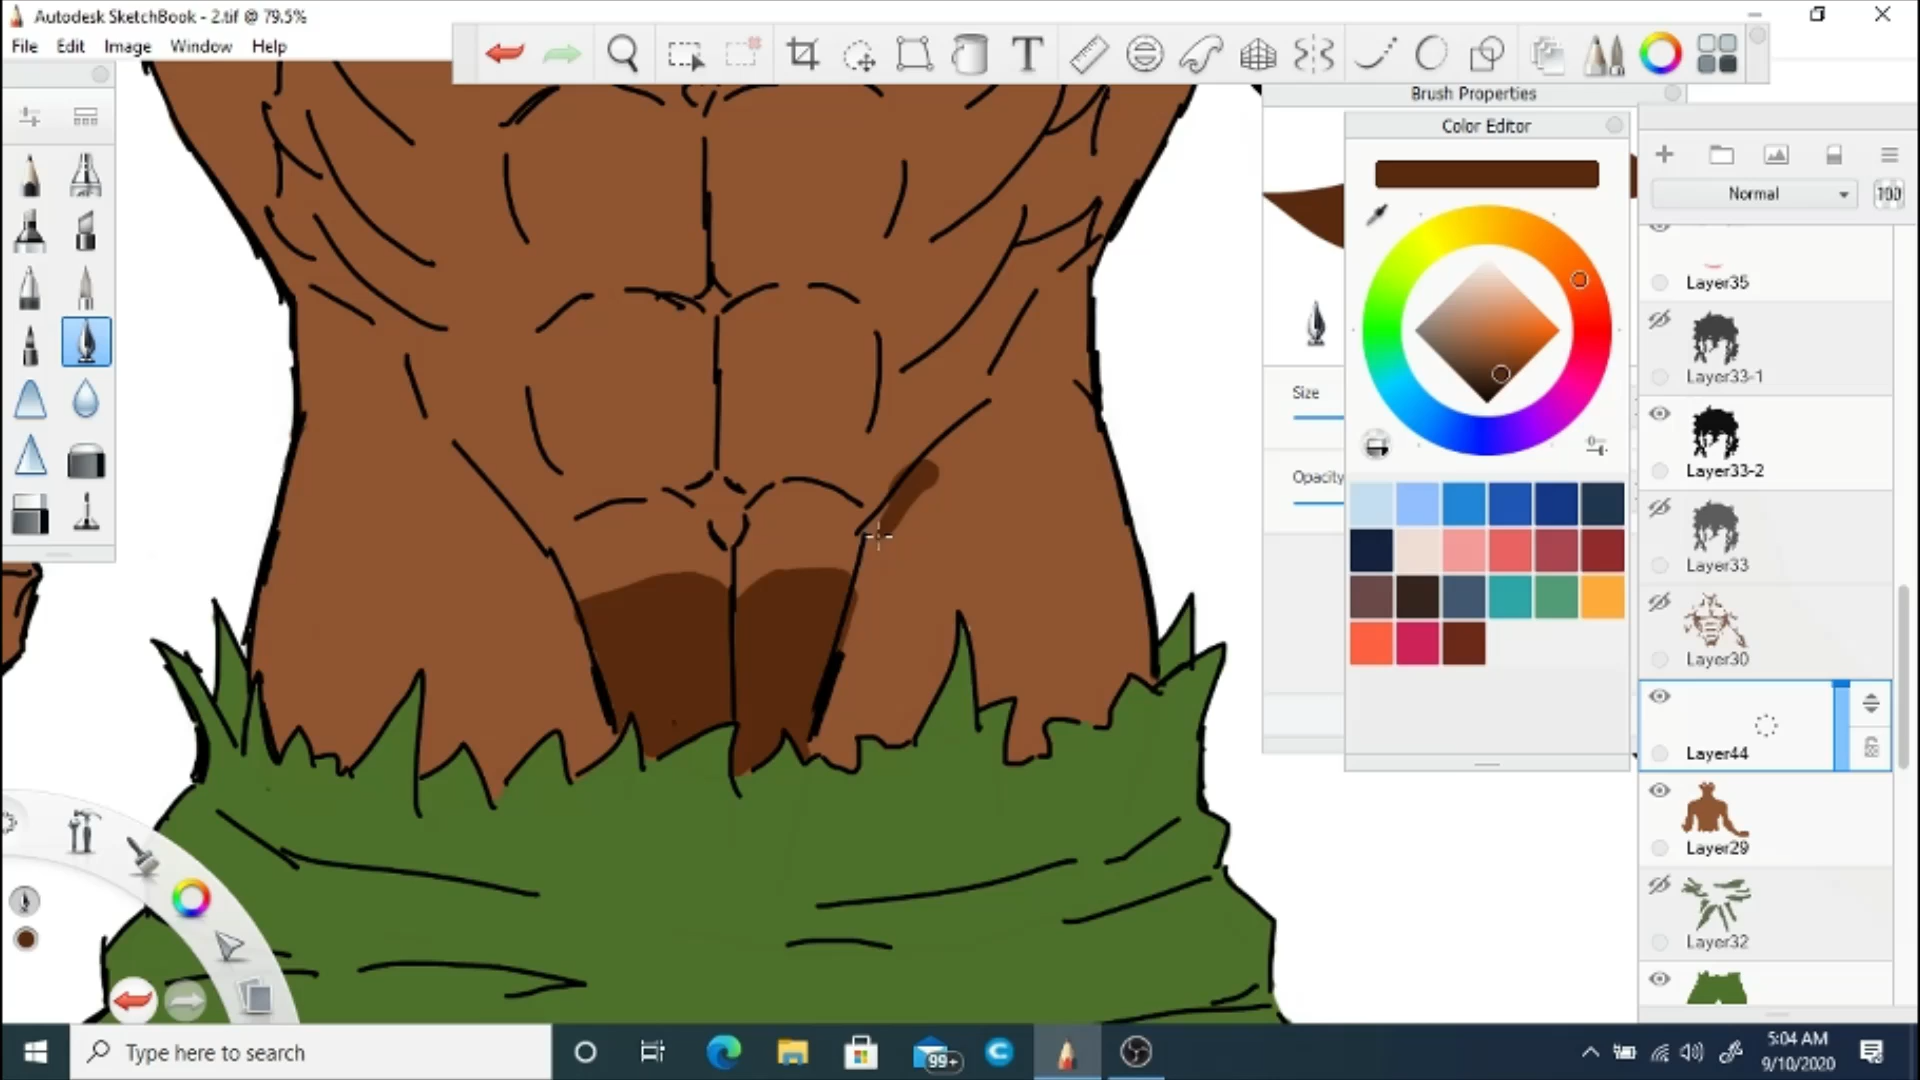 Autodesk SketchBook - 2.tif @ 79.5%
File Edit Image Window Help
T
Brush Properties
Color Editor
Normal 100
Layer35
Layer33-1
Size
Layer33-2
Opacity
Layer33
Layer30
Layer44
Layer29
Layer32
Type here to search
99+
5:04 AM
9/10/2020